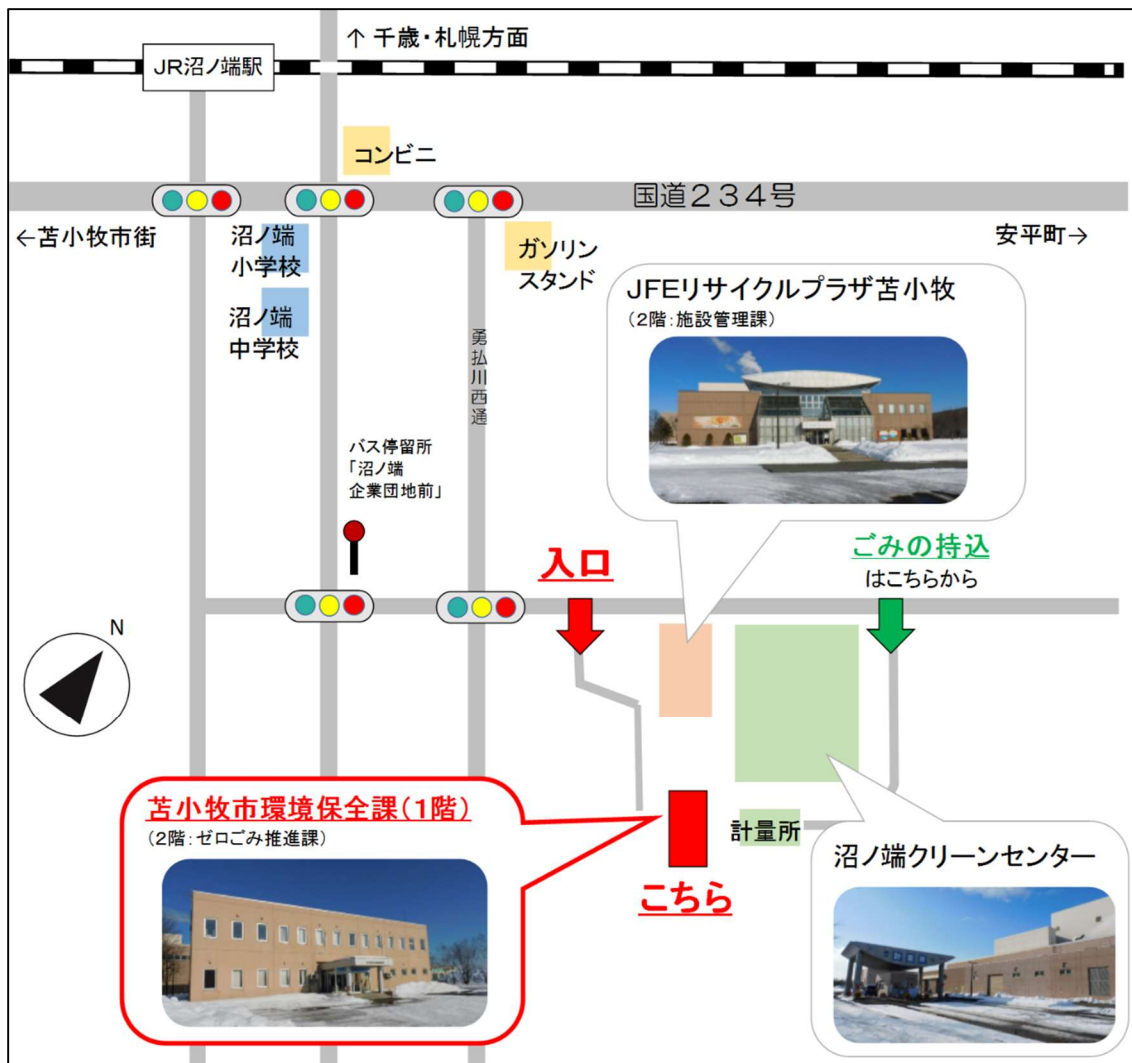 ↑ 千歳・札幌方面
JR沼ノ端駅
コンビニ
国道234号
←苫小牧市街
沼ノ端
小学校
ガソリン
スタンド
安平町→
沼ノ端
中学校
勇払川西通
JFEリサイクルプラザ苫小牧
(2階:施設管理課)
バス停留所
「沼ノ端
企業団地前」
入口
ごみの持込
はこちらから
N
苫小牧市環境保全課(1階)
(2階:ゼロごみ推進課)
こちら
計量所
沼ノ端クリーンセンター